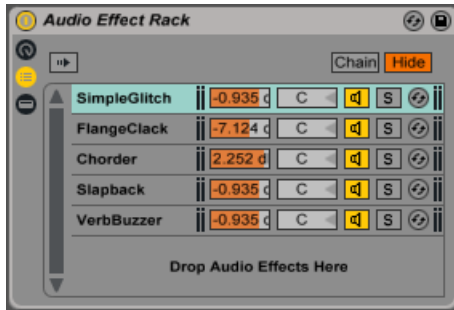 Audio Effect Rack
Chain Hide
SimpleGlitch -0.935 d C S
FlangeClack -7.124 d C S
Chorder 2.252 d C S
Slapback -0.935 d C S
VerbBuzzer -0.935 d C S
Drop Audio Effects Here